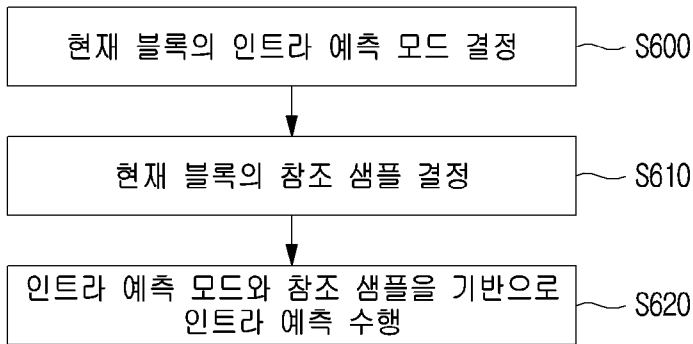 현재 블록의 인트라 예측 모드 결정
S600
현재 블록의 참조 샘플 결정
S610
인트라 예측 모드와 참조 샘플을 기반으로
인트라 예측 수행
S620